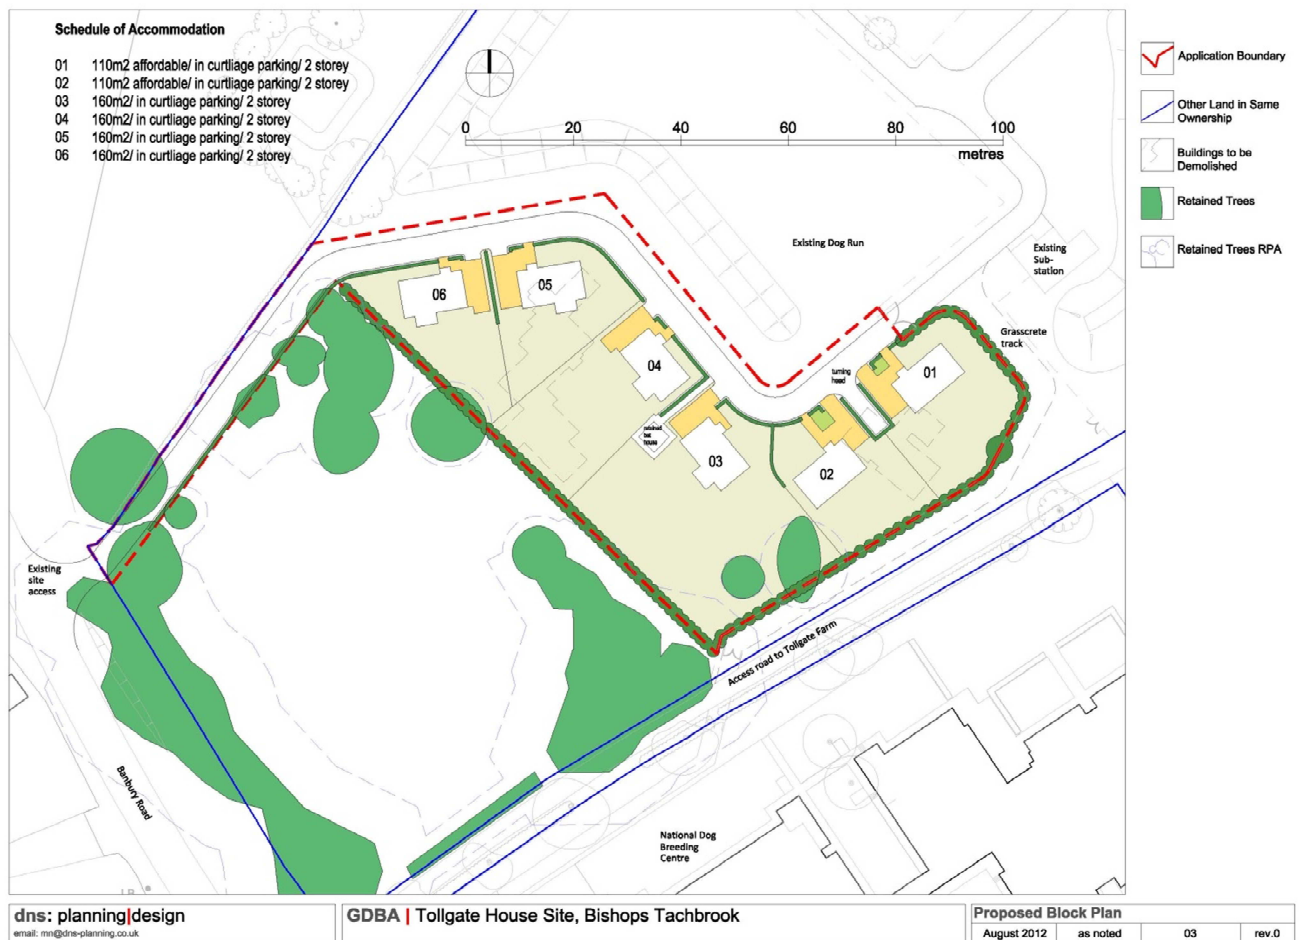 Schedule of Accommodation
01 110m2 affordable/ in curtliage parking/ 2 storey
02 110m2 affordable/ in curtliage parking/ 2 storey
03 160m2/ in curtliage parking/ 2 storey
04 160m2/ in curtliage parking/ 2 storey
05 160m2/ in curtliage parking/ 2 storey
06 160m2/ in curtliage parking/ 2 storey
0 20 40 60 80 100
metres
Application Boundary
Other Land in Same
Ownership
Buildings to be
Demolished
Retained Trees
Retained Trees RPA
Existing Dog Run
Existing
Sub-
station
Grasscrete
track
06
05
04
turning
head
01
retained
bat
house
03
02
Existing
site
access
Access road to Tollgate Farm
Banbury Road
National Dog
Breeding
Centre
LB
dns: planning|design
email: mn@dns-planning.co.uk
GDBA | Tollgate House Site, Bishops Tachbrook
Proposed Block Plan
August 2012 as noted 03 rev.0